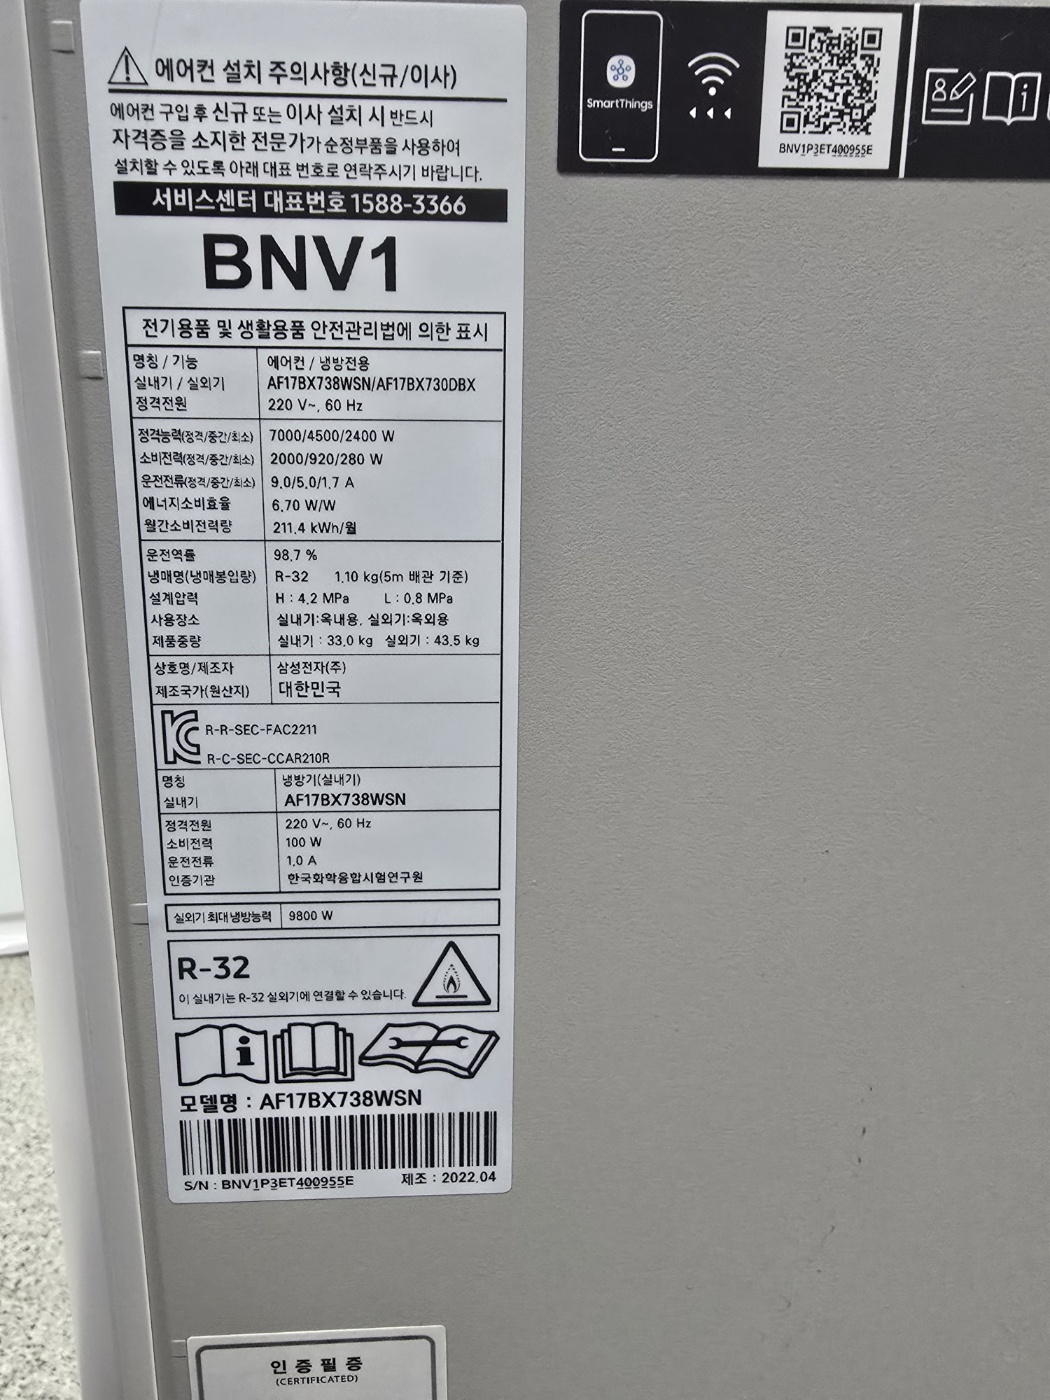 에어컨 설치 주의사항(신규/이사)
에어컨 구입 후 신규 또는 이사 설치 시 반드시
자격증을 소지한 전문가가 순정부품을 사용하여
설치할 수 있도록 아래 대표 번호로 연락주시기 바랍니다.
서비스센터 대표번호 1588-3366
BNV1
전기용품 및 생활용품 안전관리법에 의한 표시
명칭 / 기능 에어컨 / 냉방전용
실내기 / 실외기 AF17BX738WSN/AF17BX730DBX
정격전원 220 V~, 60 Hz
정격능력(정격/중간/최소) 7000/4500/2400 W
소비전력(정격/중간/최소) 2000/920/280 W
운전전류(정격/중간/최소) 9.0/5.0/1.7 A
에너지소비효율 6.70 W/W
월간소비전력량 211.4 kWh/월
운전역률 98.7 %
냉매명(냉매봉입량) R-32 1.10 kg(5m 배관 기준)
설계압력 H : 4.2 MPa L : 0.8 MPa
사용장소 실내기:옥내용, 실외기:옥외용
제품중량 실내기 : 33.0 kg 실외기 : 43.5 kg
상호명/제조자 삼성전자(주)
제조국가(원산지) 대한민국
R-R-SEC-FAC2211
R-C-SEC-CCAR210R
명칭 냉방기(실내기)
실내기 AF17BX738WSN
정격전원 220 V~, 60 Hz
소비전력 100 W
운전전류 1.0 A
인증기관 한국화학융합시험연구원
실외기 최대 냉방능력 9800 W
R-32
이 실내기는 R-32 실외기에 연결할 수 있습니다.
모델명 : AF17BX738WSN
S/N : BNV1P3ET400955E 제조 : 2022.04
SmartThings
BNV1P3ET400955E
인 증 필 증
(CERTIFICATED)